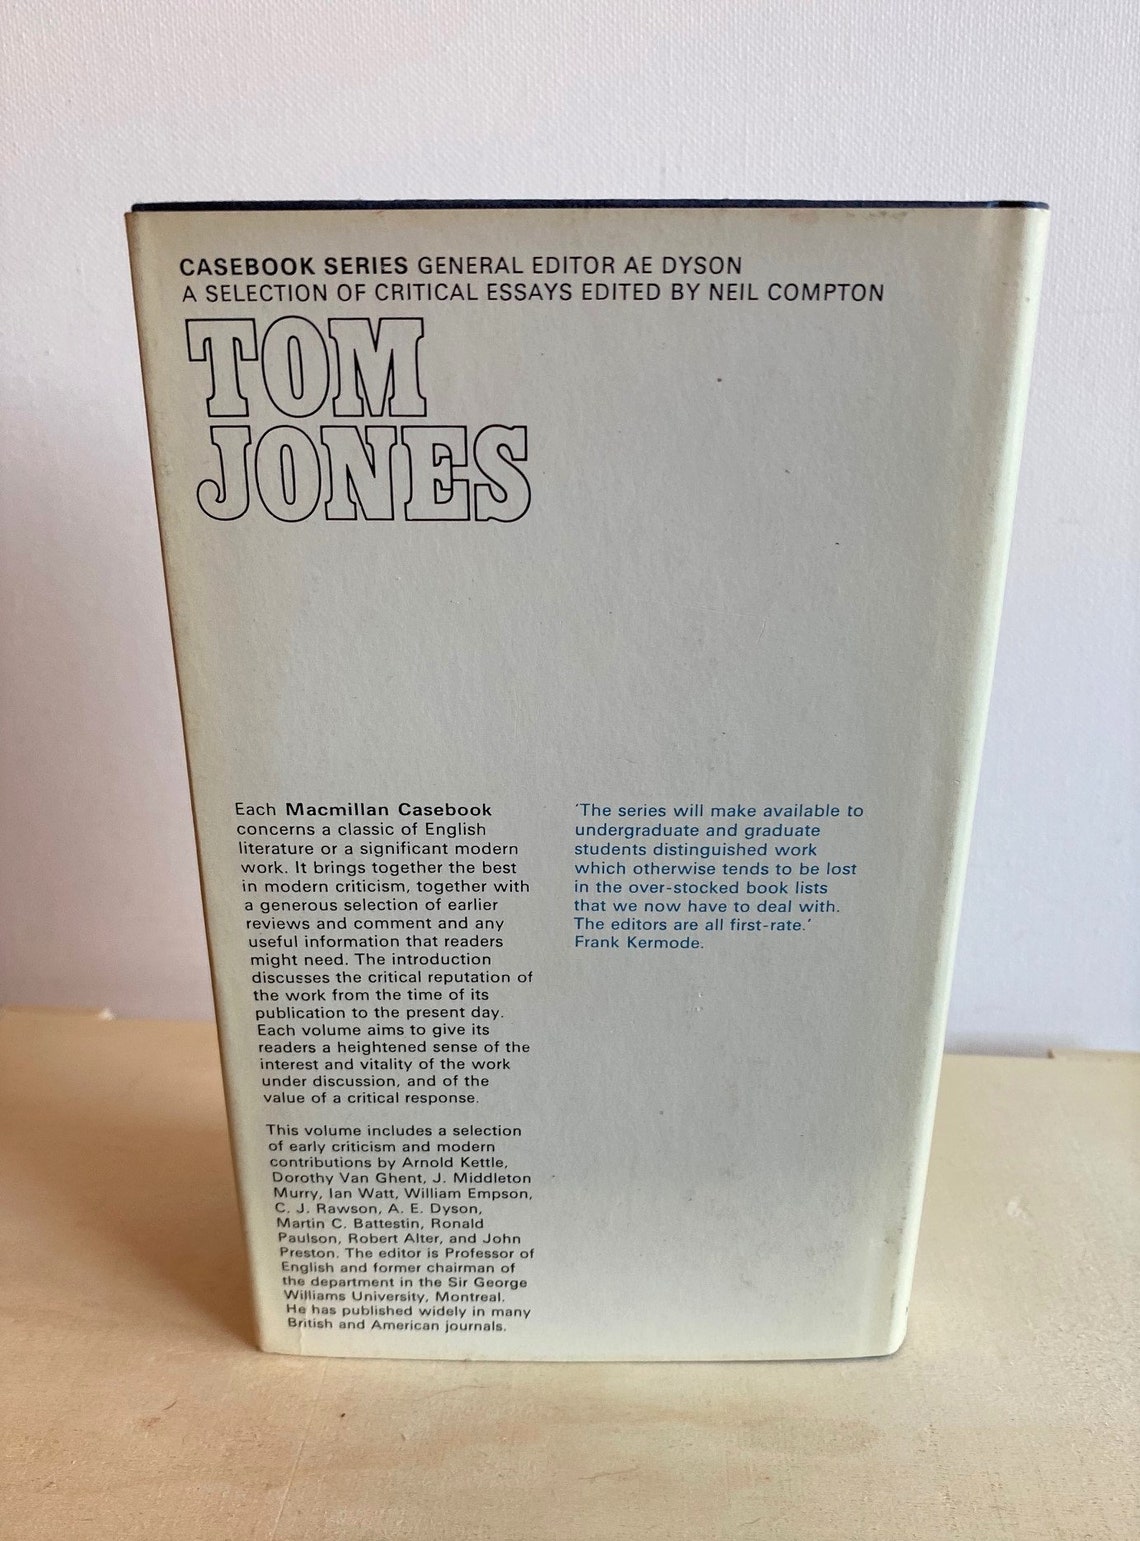 CASEBOOK SERIES GENERAL EDITOR AE DYSON
A SELECTION OF CRITICAL ESSAYS EDITED BY NEIL COMPTON
TOM
JONES
Each Macmillan Casebook
concerns a classic of English
literature or a significant modern
work. It brings together the best
in modern criticism, together with
a generous selection of earlier
reviews and comment and any
useful information that readers
might need. The introduction
discusses the critical reputation of
the work from the time of its
publication to the present day.
Each volume aims to give its
readers a heightened sense of the
interest and vitality of the work
under discussion, and of the
value of a critical response.
This volume includes a selection
of early criticism and modern
contributions by Arnold Kettle,
Dorothy Van Ghent, J. Middleton
Murry, Ian Watt, William Empson,
C. J. Rawson, A. E. Dyson,
Martin C. Battestin, Ronald
Paulson, Robert Alter, and John
Preston. The editor is Professor of
English and former chairman of
the department in the Sir George
Williams University, Montreal.
He has published widely in many
British and American journals.
'The series will make available to
undergraduate and graduate
students distinguished work
which otherwise tends to be lost
in the over-stocked book lists
that we now have to deal with.
The editors are all first-rate.'
Frank Kermode.